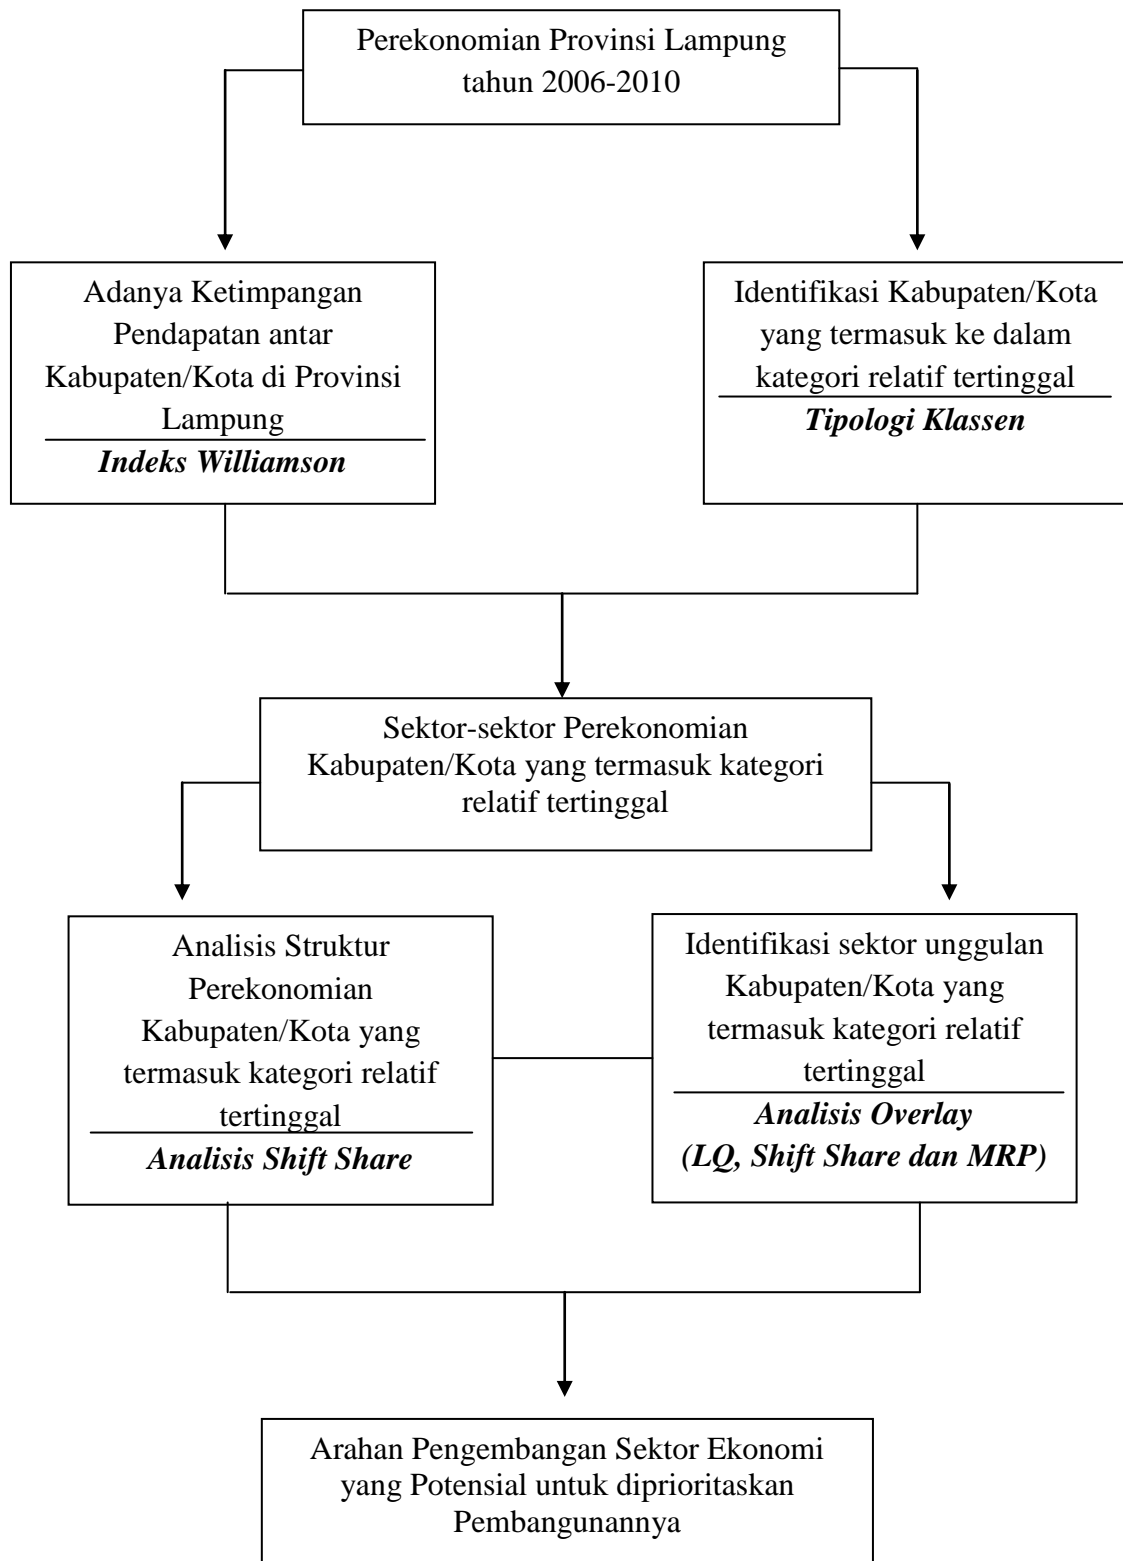 Perekonomian Provinsi Lampung
tahun 2006-2010
Adanya Ketimpangan
Pendapatan antar
Kabupaten/Kota di Provinsi
Lampung
Indeks Williamson
Identifikasi Kabupaten/Kota
yang termasuk ke dalam
kategori relatif tertinggal
Tipologi Klassen
Sektor-sektor Perekonomian
Kabupaten/Kota yang termasuk kategori
relatif tertinggal
Analisis Struktur
Perekonomian
Kabupaten/Kota yang
termasuk kategori relatif
tertinggal
Analisis Shift Share
Identifikasi sektor unggulan
Kabupaten/Kota yang
termasuk kategori relatif
tertinggal
Analisis Overlay
(LQ, Shift Share dan MRP)
Arahan Pengembangan Sektor Ekonomi
yang Potensial untuk diprioritaskan
Pembangunannya